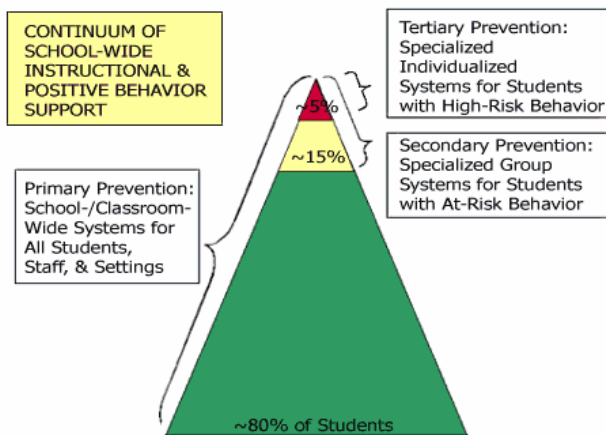 CONTINUUM OF
SCHOOL-WIDE
INSTRUCTIONAL &
POSITIVE BEHAVIOR
SUPPORT
Primary Prevention:
School-/Classroom-
Wide Systems for
All Students,
Staff, & Settings
Tertiary Prevention:
Specialized
Individualized
Systems for Students
with High-Risk Behavior
Secondary Prevention:
Specialized Group
Systems for Students
with At-Risk Behavior
~5%
~15%
~80% of Students